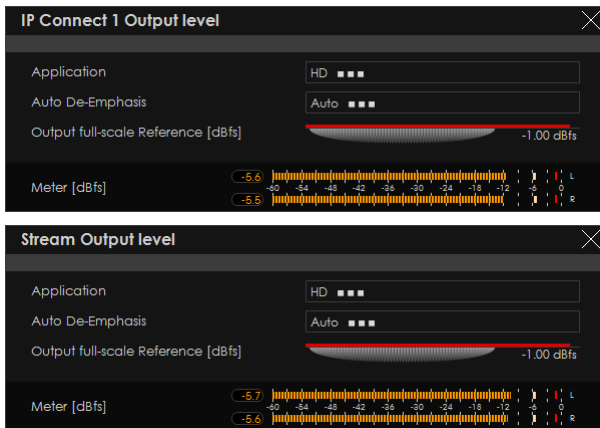 IP Connect 1 Output level
Application HD
Auto De-Emphasis Auto
Output full-scale Reference [dBfs] -1.00 dBfs
-5.6 L
Meter [dBfs] -60 -54 -48 -42 -36 -30 -24 -18 -12 -6 0
-5.5 R
Stream Output level
Application HD
Auto De-Emphasis Auto
Output full-scale Reference [dBfs] -1.00 dBfs
-5.7 L
Meter [dBfs] -60 -54 -48 -42 -36 -30 -24 -18 -12 -6 0
-5.6 R